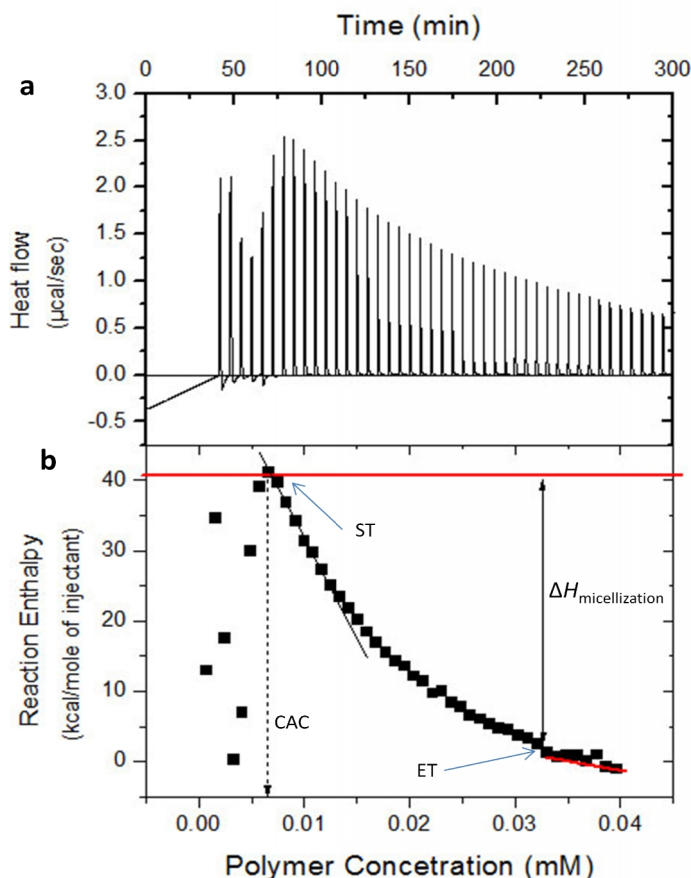 Time (min)
a
0 50 100 150 200 250 300
3.0
2.5
2.0
1.5
1.0
0.5
0.0
-0.5
Heat flow
(µcal/sec)
b
40
30
20
10
0
Reaction Enthalpy
(kcal/mole of injectant)
ST
ΔHmicellization
CAC
ET
0.00 0.01 0.02 0.03 0.04
Polymer Concetration (mM)